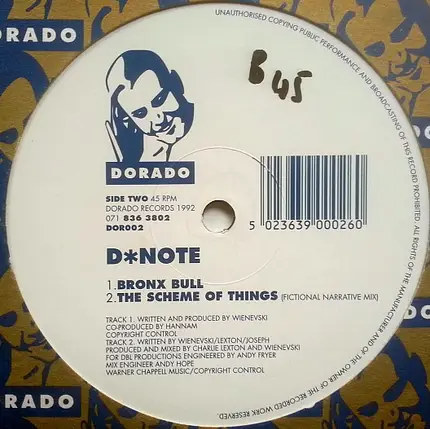 DORADO
UNAUTHORISED COPYING PUBLIC PERFORMANCE AND BROADCASTING OF THIS RECORD PROHIBITED. ALL RIGHTS OF THE MANUFACTURER AND OF THE OWNER OF THE RECORDED WORK RESERVED.
B 45
DORADO
SIDE TWO 45 RPM
DORADO RECORDS 1992
071 836 3802
DOR002
5 023639 000260
D*NOTE
1.BRONX BULL
2.THE SCHEME OF THINGS (FICTIONAL NARRATIVE MIX)
TRACK 1. WRITTEN AND PRODUCED BY WIENEVSKI
CO-PRODUCED BY HANNAM
COPYRIGHT CONTROL
TRACK 2. WRITTEN BY WIENEVSKI/LEXTON/JOSEPH
PRODUCED AND MIXED BY CHARLIE LEXTON AND WIENEVSKI
FOR DBL PRODUCTIONS ENGINEERED BY ANDY FRYER
MIX ENGINEER ANDY HOPE
WARNER CHAPPELL MUSIC/COPYRIGHT CONTROL
ORADO